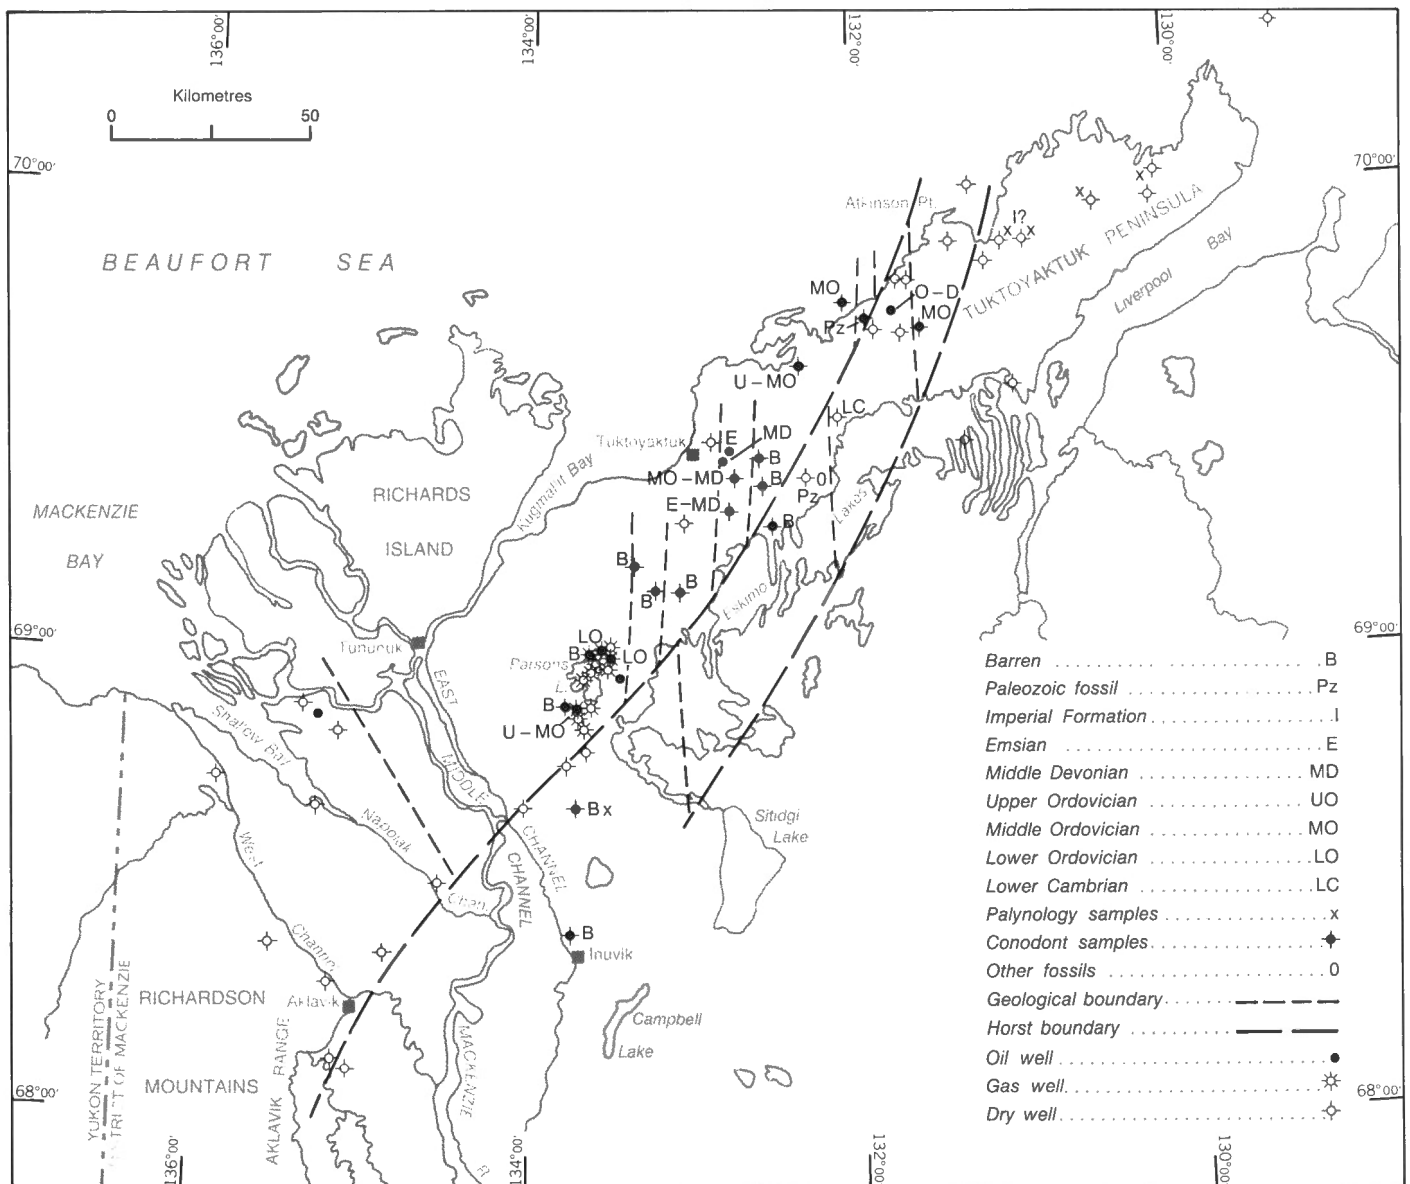 136°00'
134°00'
132°00'
130°00'
Kilometres
0 50
70°00'
70°00'
Atkinson Pt.
I?
x
x
x x
TUKTOYAKTUK PENINSULA
Liverpool Bay
BEAUFORT SEA
MO
O–D
MO
Pz
U–MO
LC
Tuktoyaktuk
E
MD
B
MO–MD
B
0
Pz
E–MD
B
Kugmallit Bay
Eskimo Lakes
RICHARDS
ISLAND
MACKENZIE
BAY
B
B
B
69°00'
69°00'
Tununuk
LO
B
LO
Parsons
L.
B
U–MO
EAST
CHANNEL
MIDDLE
CHANNEL
Shallow Bay
B x
Sitidgi
Lake
Napoiak
Chan.
West
Channel
B
Inuvik
RICHARDSON
MOUNTAINS
Aklavik
AKLAVIK RANGE
Campbell
Lake
MACKENZIE
R.
YUKON TERRITORY
DISTRICT OF MACKENZIE
Barren B
Paleozoic fossil Pz
Imperial Formation I
Emsian E
Middle Devonian MD
Upper Ordovician UO
Middle Ordovician MO
Lower Ordovician LO
Lower Cambrian LC
Palynology samples x
Conodont samples
Other fossils 0
Geological boundary
Horst boundary
Oil well
Gas well
Dry well
68°00'
68°00'
136°00'
134°00'
132°00'
130°00'